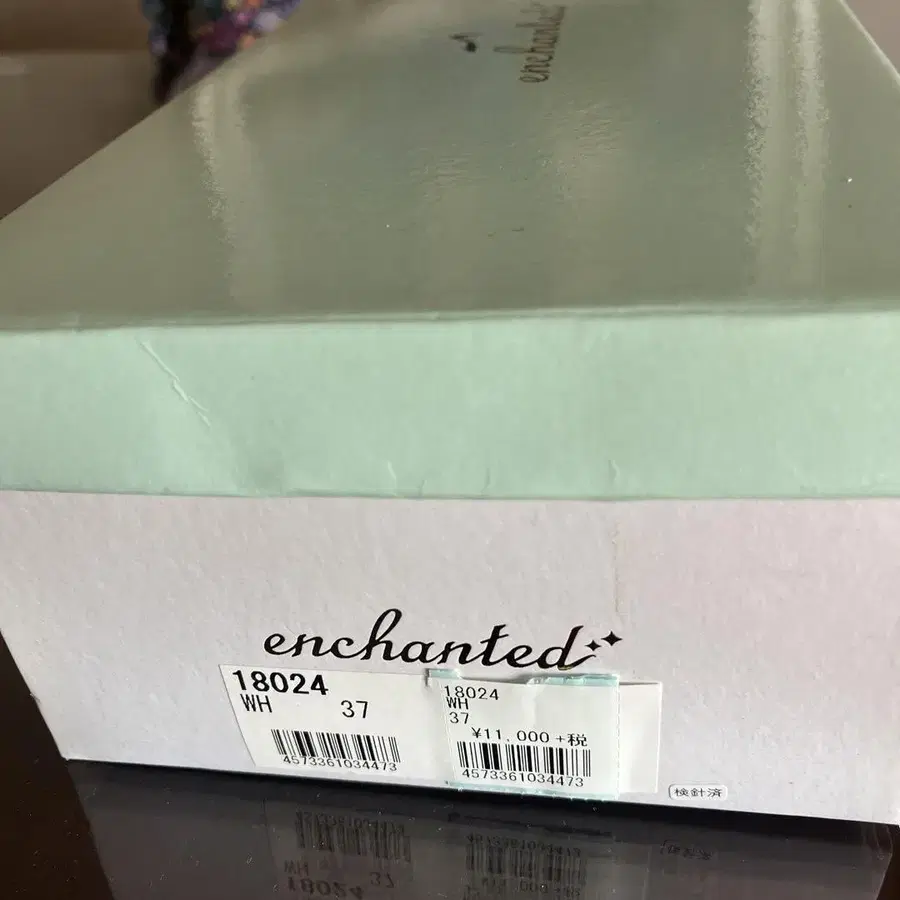 enchanted
enchanted
18024
WH 37
4573361034473
18024
WH
37
¥11,000+税
4573361034473
検針済